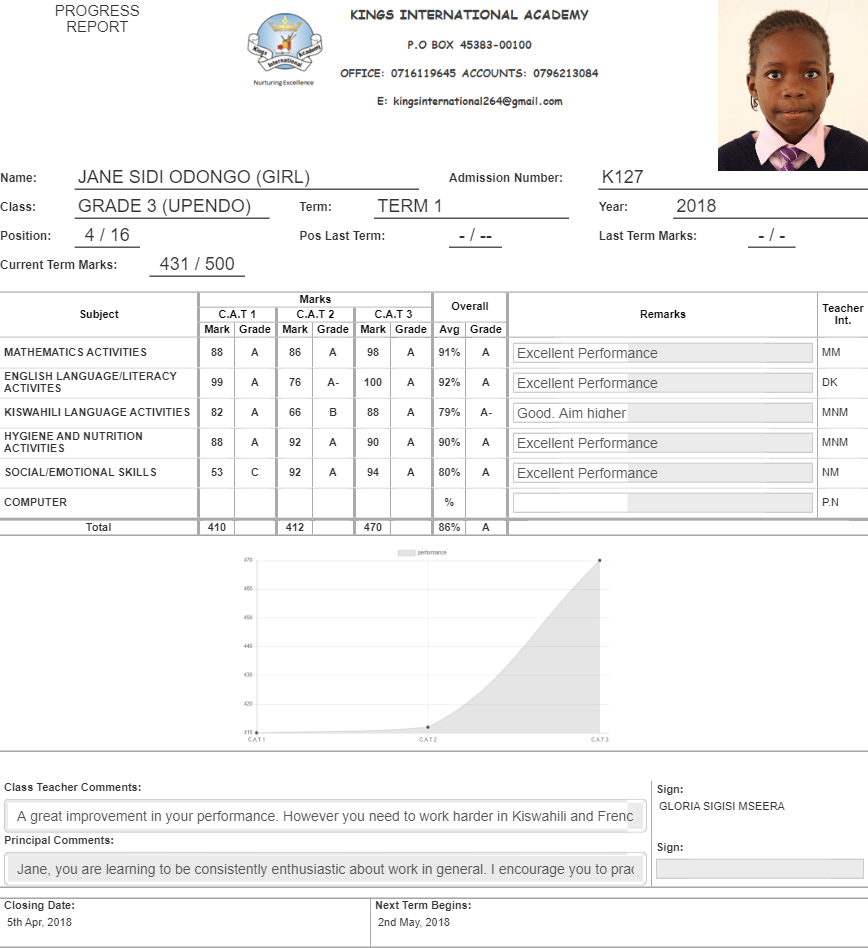 PROGRESS
REPORT
KINGS INTERNATIONAL ACADEMY
P.O BOX 45383-00100
OFFICE: 0716119645 ACCOUNTS: 0796213084
E: kingsinternational264@gmail.com
Kings International Academy
Nurturing Excellence
Name: JANE SIDI ODONGO (GIRL) Admission Number: K127
Class: GRADE 3 (UPENDO) Term: TERM 1 Year: 2018
Position: 4 / 16 Pos Last Term: - / -- Last Term Marks: - / -
Current Term Marks: 431 / 500
Subject Marks Overall Remarks Teacher Int.
C.A.T 1 C.A.T 2 C.A.T 3
Mark Grade Mark Grade Mark Grade Avg Grade
MATHEMATICS ACTIVITIES 88 A 86 A 98 A 91% A Excellent Performance MM
ENGLISH LANGUAGE/LITERACY ACTIVITES 99 A 76 A- 100 A 92% A Excellent Performance DK
KISWAHILI LANGUAGE ACTIVITIES 82 A 66 B 88 A 79% A- Good. Aim higher MNM
HYGIENE AND NUTRITION ACTIVITIES 88 A 92 A 90 A 90% A Excellent Performance MNM
SOCIAL/EMOTIONAL SKILLS 53 C 92 A 94 A 80% A Excellent Performance NM
COMPUTER % P.N
Total 410 412 470 86% A
performance
470
460
450
440
430
420
410
C.A.T 1 C.A.T 2 C.A.T 3
Class Teacher Comments:
A great improvement in your performance. However you need to work harder in Kiswahili and Frenc
Sign:
GLORIA SIGISI MSEERA
Principal Comments:
Jane, you are learning to be consistently enthusiastic about work in general. I encourage you to prac
Sign:
Closing Date: Next Term Begins:
5th Apr, 2018 2nd May, 2018